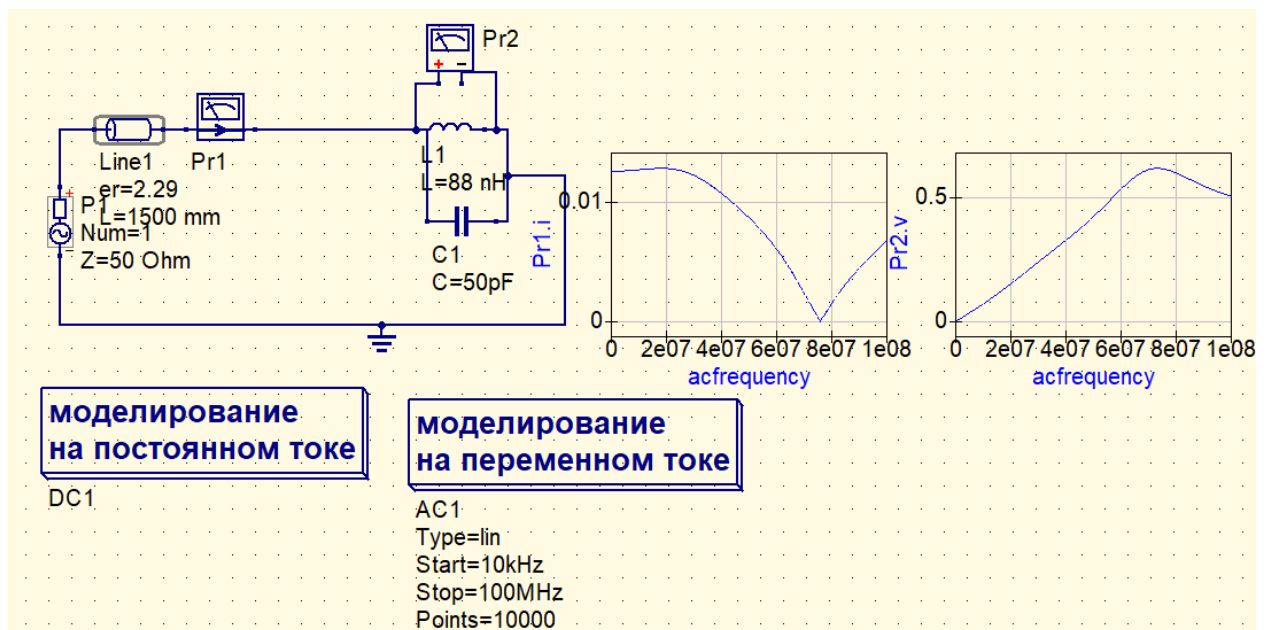 Pr2
Line1
Pr1
er=2.29
P1
L=1500 mm
Num=1
Z=50 Ohm
L1
L=88 nH
C1
C=50pF
0.01
0
Pr1.i
0 2e07 4e07 6e07 8e07 1e08
acfrequency
0.5
0
Pr2.v
0 2e07 4e07 6e07 8e07 1e08
acfrequency
моделирование
на постоянном токе
DC1
моделирование
на переменном токе
AC1
Type=lin
Start=10kHz
Stop=100MHz
Points=10000